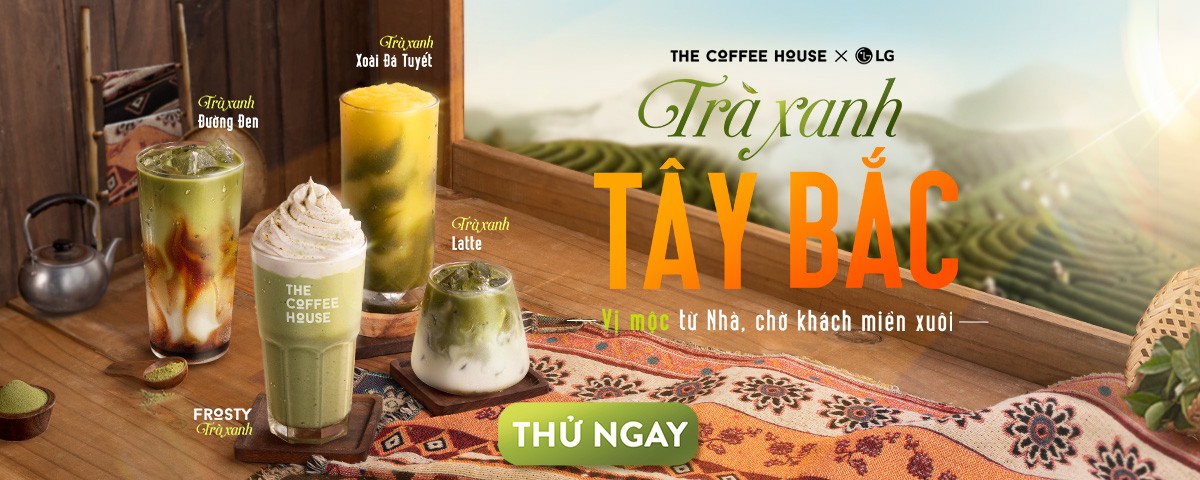 Trà xanh
Xoài Đá Tuyết
Trà xanh
Đường Đen
Trà xanh
Latte
THE
COFFEE
HOUSE
FROSTY
Trà xanh
THE COFFEE HOUSE × LG
Trà xanh
TÂY BẮC
Vị mộc từ Nhà, chờ khách miền xuôi
THỬ NGAY